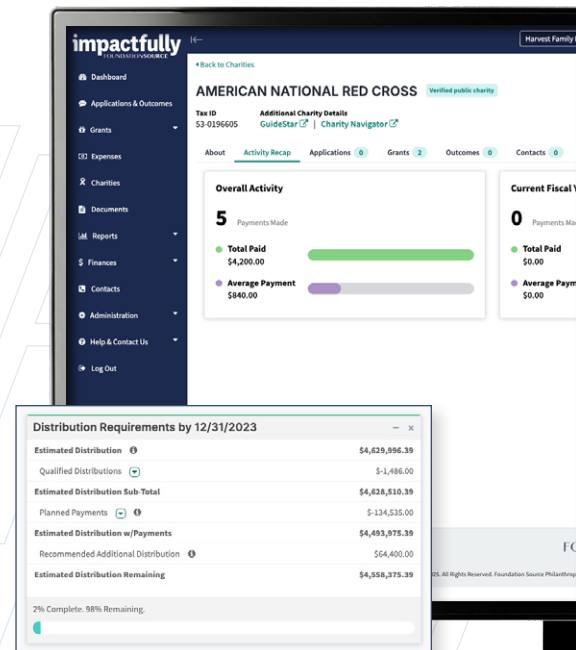 impactfully
FOUNDATIONSOURCE
Harvest Family
Dashboard
Applications & Outcomes
Grants
Expenses
Charities
Documents
Reports
$ Finances
Contacts
Administration
Help & Contact Us
Log Out
Back to Charities
AMERICAN NATIONAL RED CROSS Verified public charity
Tax ID Additional Charity Details
53-0196605 GuideStar | Charity Navigator
About Activity Recap Applications 0 Grants 2 Outcomes 0 Contacts 0
Overall Activity
5 Payments Made
Total Paid
$4,200.00
Average Payment
$840.00
Current Fiscal
0 Payments Ma
Total Paid
$0.00
Average Paym
$0.00
Distribution Requirements by 12/31/2023
Estimated Distribution $4,629,996.39
Qualified Distributions $-1,486.00
Estimated Distribution Sub-Total $4,628,510.39
Planned Payments $-134,535.00
Estimated Distribution w/Payments $4,493,975.39
Recommended Additional Distribution $64,400.00
Estimated Distribution Remaining $4,558,375.39
2% Complete. 98% Remaining.
FO
25. All Rights Reserved. Foundation Source Philanthrop